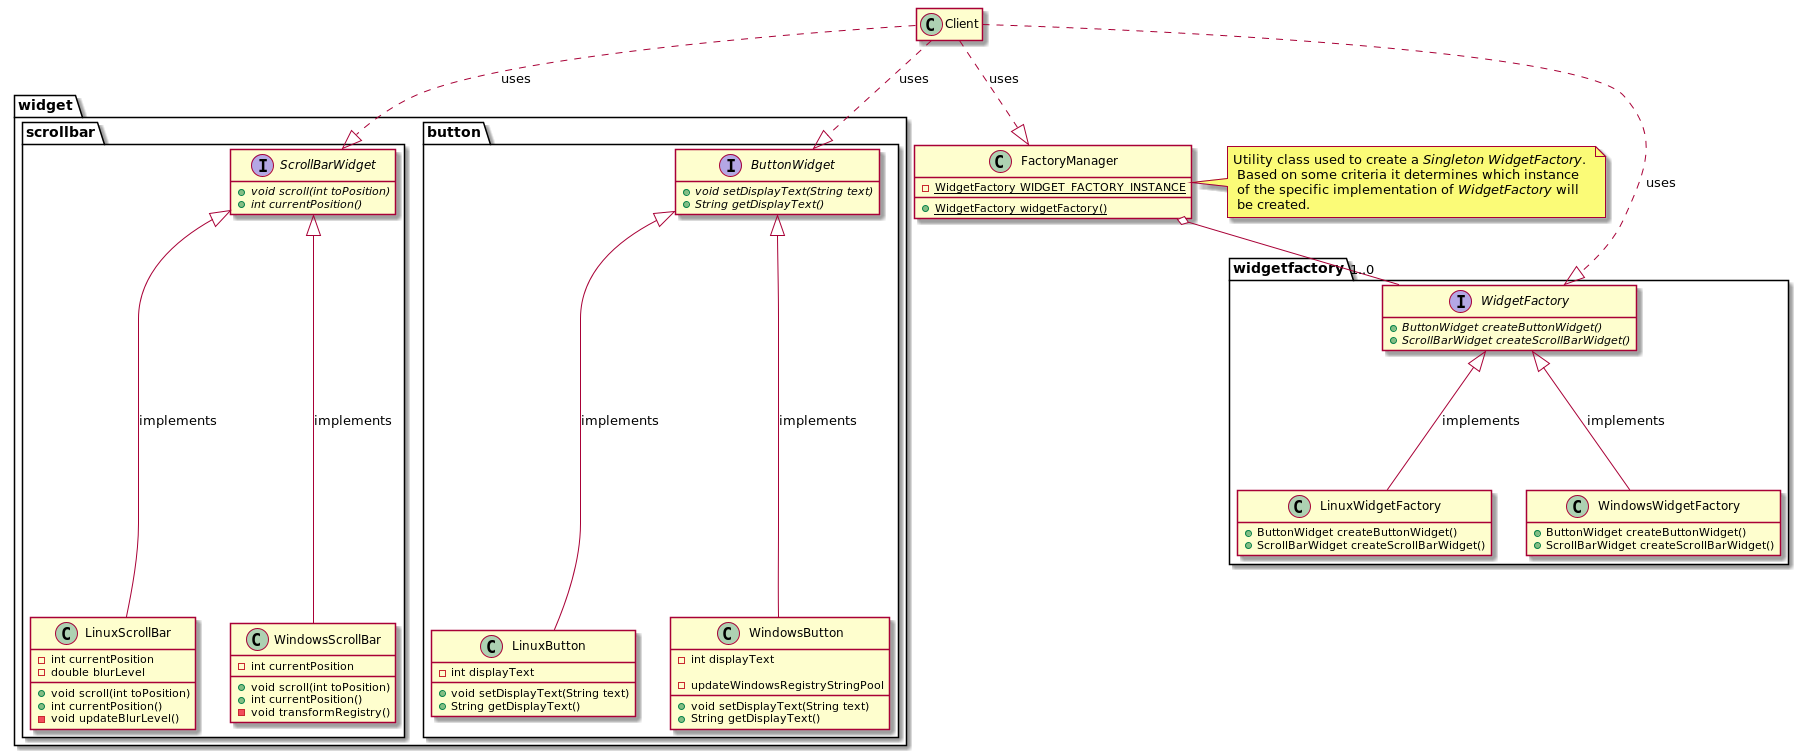 C Client
uses
uses
uses
uses
widget
scrollbar
I ScrollBarWidget
void scroll(int toPosition)
int currentPosition()
implements
implements
C LinuxScrollBar
int currentPosition
double blurLevel
void scroll(int toPosition)
int currentPosition()
void updateBlurLevel()
C WindowsScrollBar
int currentPosition
void scroll(int toPosition)
int currentPosition()
void transformRegistry()
button
I ButtonWidget
void setDisplayText(String text)
String getDisplayText()
implements
implements
C LinuxButton
int displayText
void setDisplayText(String text)
String getDisplayText()
C WindowsButton
int displayText
updateWindowsRegistryStringPool
void setDisplayText(String text)
String getDisplayText()
C FactoryManager
WidgetFactory WIDGET_FACTORY_INSTANCE
WidgetFactory widgetFactory()
Utility class used to create a Singleton WidgetFactory.
Based on some criteria it determines which instance
of the specific implementation of WidgetFactory will
be created.
widgetfactory
1..0
I WidgetFactory
ButtonWidget createButtonWidget()
ScrollBarWidget createScrollBarWidget()
implements
implements
C LinuxWidgetFactory
ButtonWidget createButtonWidget()
ScrollBarWidget createScrollBarWidget()
C WindowsWidgetFactory
ButtonWidget createButtonWidget()
ScrollBarWidget createScrollBarWidget()